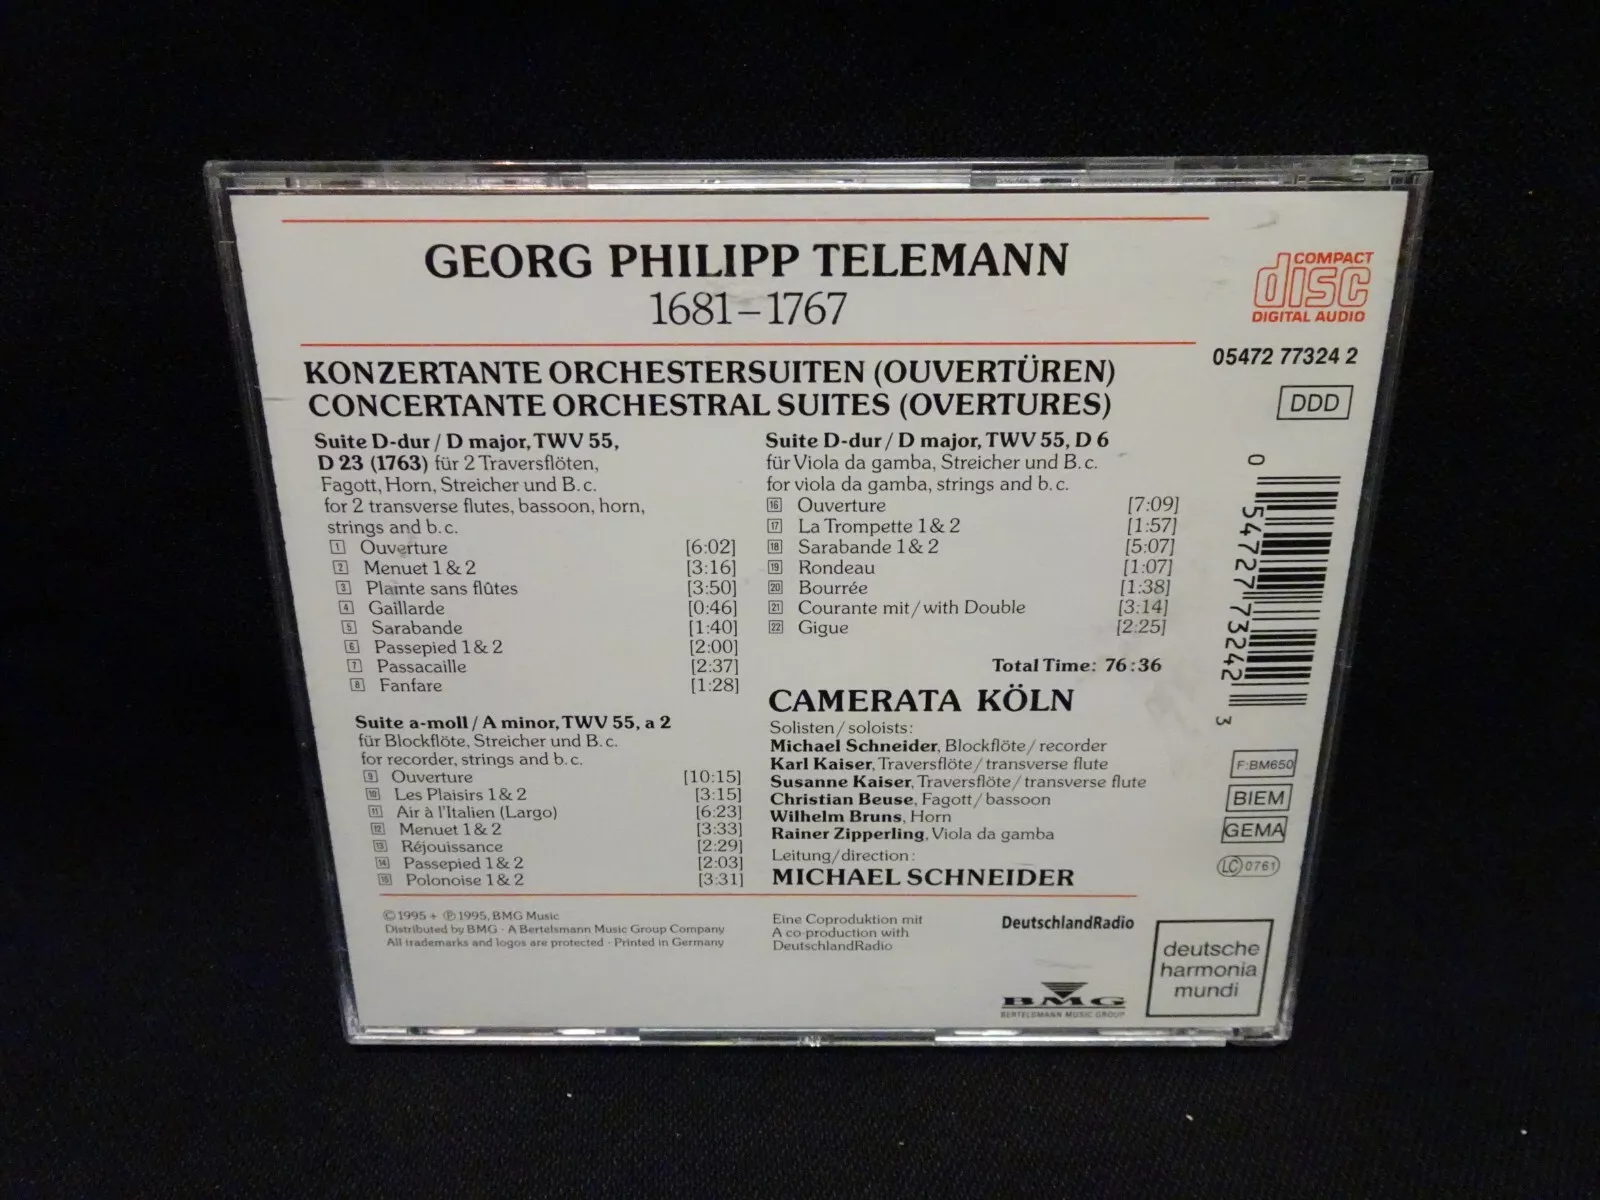 GEORG PHILIPP TELEMANN
1681–1767
COMPACT
disc
DIGITAL AUDIO
05472 77324 2
DDD
KONZERTANTE ORCHESTERSUITEN (OUVERTÜREN)
CONCERTANTE ORCHESTRAL SUITES (OVERTURES)
Suite D-dur / D major, TWV 55,
D 23 (1763) für 2 Traversflöten,
Fagott, Horn, Streicher und B. c.
for 2 transverse flutes, bassoon, horn,
strings and b. c.
1 Ouverture [6:02]
2 Menuet 1 & 2 [3:16]
3 Plainte sans flûtes [3:50]
4 Gaillarde [0:46]
5 Sarabande [1:40]
6 Passepied 1 & 2 [2:00]
7 Passacaille [2:37]
8 Fanfare [1:28]
Suite a-moll / A minor, TWV 55, a 2
für Blockflöte, Streicher und B. c.
for recorder, strings and b. c.
9 Ouverture [10:15]
10 Les Plaisirs 1 & 2 [3:15]
11 Air à l'Italien (Largo) [6:23]
12 Menuet 1 & 2 [3:33]
13 Réjouissance [2:29]
14 Passepied 1 & 2 [2:03]
15 Polonoise 1 & 2 [3:31]
Suite D-dur / D major, TWV 55, D 6
für Viola da gamba, Streicher und B. c.
for viola da gamba, strings and b. c.
16 Ouverture [7:09]
17 La Trompette 1 & 2 [1:57]
18 Sarabande 1 & 2 [5:07]
19 Rondeau [1:07]
20 Bourrée [1:38]
21 Courante mit / with Double [3:14]
22 Gigue [2:25]
Total Time: 76:36
CAMERATA KÖLN
Solisten / soloists:
Michael Schneider, Blockflöte / recorder
Karl Kaiser, Traversflöte / transverse flute
Susanne Kaiser, Traversflöte / transverse flute
Christian Beuse, Fagott / bassoon
Wilhelm Bruns, Horn
Rainer Zipperling, Viola da gamba
Leitung / direction:
MICHAEL SCHNEIDER
0 54727 73242 3
F:BM650
BIEM
GEMA
LC 0761
© 1995 + ℗ 1995, BMG Music
Distributed by BMG · A Bertelsmann Music Group Company
All trademarks and logos are protected · Printed in Germany
Eine Coproduktion mit
A co-production with
DeutschlandRadio
DeutschlandRadio
BMG
BERTELSMANN MUSIC GROUP
deutsche
harmonia
mundi